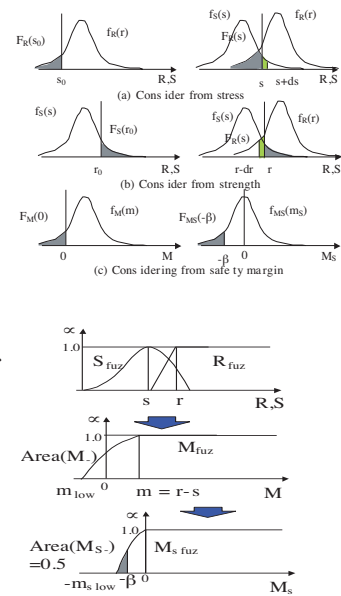 f_R(r) f_S(s) f_R(r)
F_R(s_0) F_R(s)
s_0 R,S s s+ds R,S
(a) Cons ider from stress
f_S(s) F_S(r_0) f_S(s) f_R(r)
F_R(s)
r_0 R,S r-dr r R,S
(b) Cons ider from strength
F_M(0) f_M(m) F_MS(-β) f_MS(m_S)
0 M -β 0 M_S
(c) Cons idering from safe ty margin
∝
1.0 S_fuz R_fuz
s r R,S
∝
1.0 M_fuz
Area(M_-)
m_low 0 m = r-s M
∝
Area(M_S-) 1.0 M_s fuz
=0.5
-m_s low -β 0 M_s